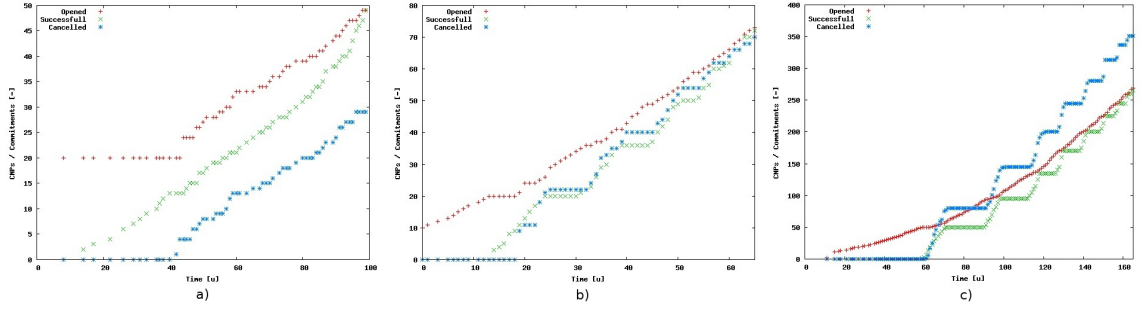 Opened
Successfull
Cancelled
50
45
40
35
30
25
20
15
10
5
0
CNPs / Commitments [-]
0 20 40 60 80 100
Time [u]
a)
Opened
Successfull
Cancelled
80
70
60
50
40
30
20
10
0
CNPs / Commitments [-]
0 10 20 30 40 50 60
Time [u]
b)
Opened
Successfull
Cancelled
400
350
300
250
200
150
100
50
0
CNPs / Commitments [-]
0 20 40 60 80 100 120 140 160
Time [u]
c)